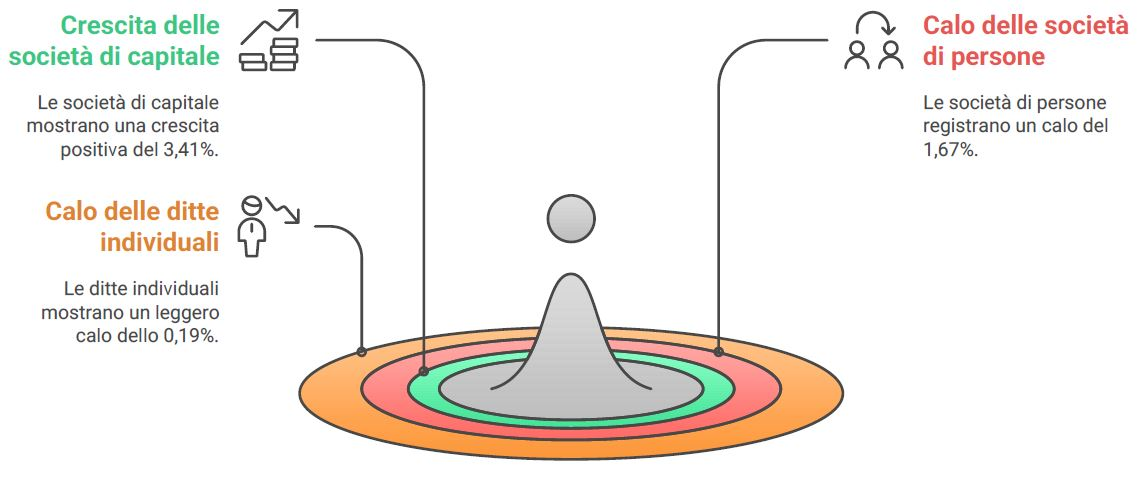 Crescita delle
società di capitale
Le società di capitale
mostrano una crescita
positiva del 3,41%.
Calo delle ditte
individuali
Le ditte individuali
mostrano un leggero
calo dello 0,19%.
Calo delle società
di persone
Le società di persone
registrano un calo del
1,67%.